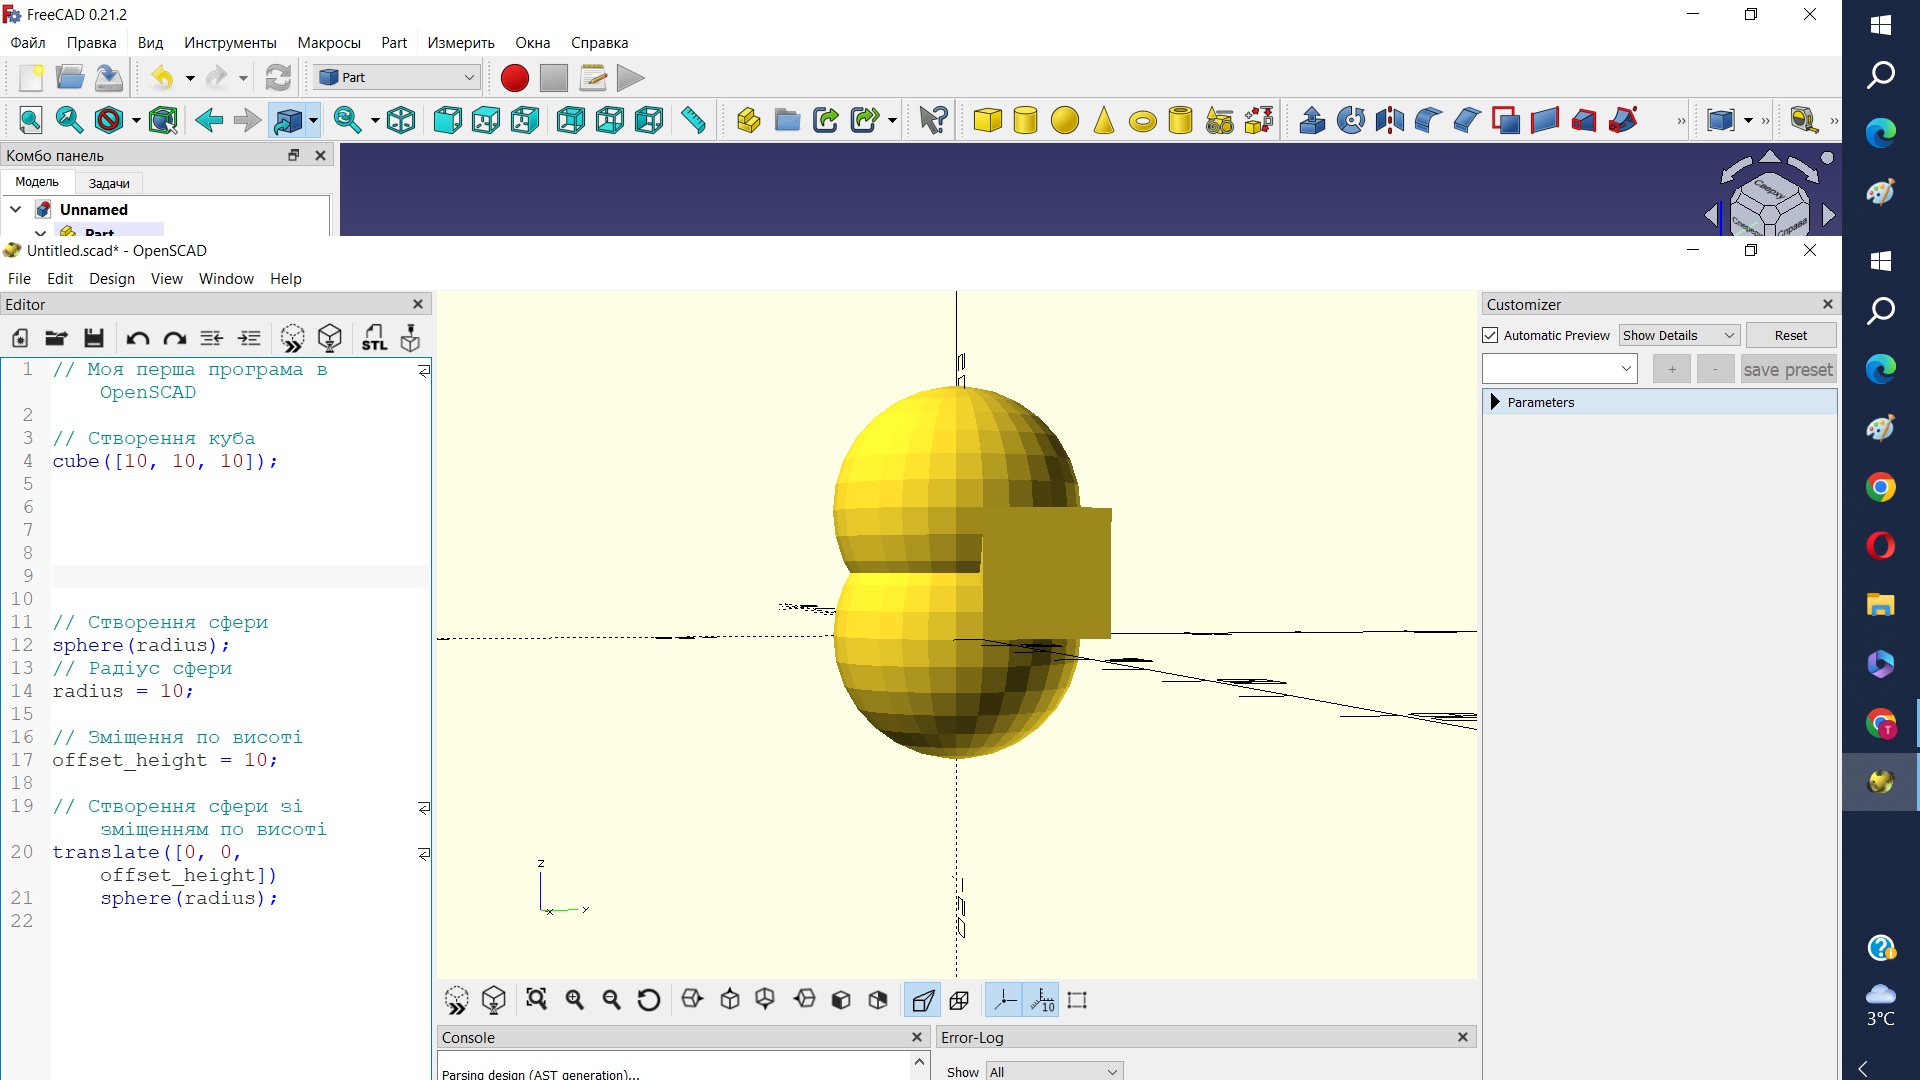 FreeCAD 0.21.2
Файл Правка Вид Инструменты Макросы Part Измерить Окна Справка
Part
Комбо панель
Модель Задачи
Unnamed
Part
Сверху
Справа
Untitled.scad* - OpenSCAD
File Edit Design View Window Help
Editor
STL
1 // Моя перша програма в
OpenSCAD
2
3 // Створення куба
4 cube([10, 10, 10]);
5
6
7
8
9
10
11 // Створення сфери
12 sphere(radius);
13 // Радіус сфери
14 radius = 10;
15
16 // Зміщення по висоті
17 offset_height = 10;
18
19 // Створення сфери зі
зміщенням по висоті
20 translate([0, 0,
offset_height])
21 sphere(radius);
22
z
x
y
10
Console
Parsing design (AST generation)...
Error-Log
Show All
Customizer
Automatic Preview Show Details Reset
+ - save preset
Parameters
T
3°C